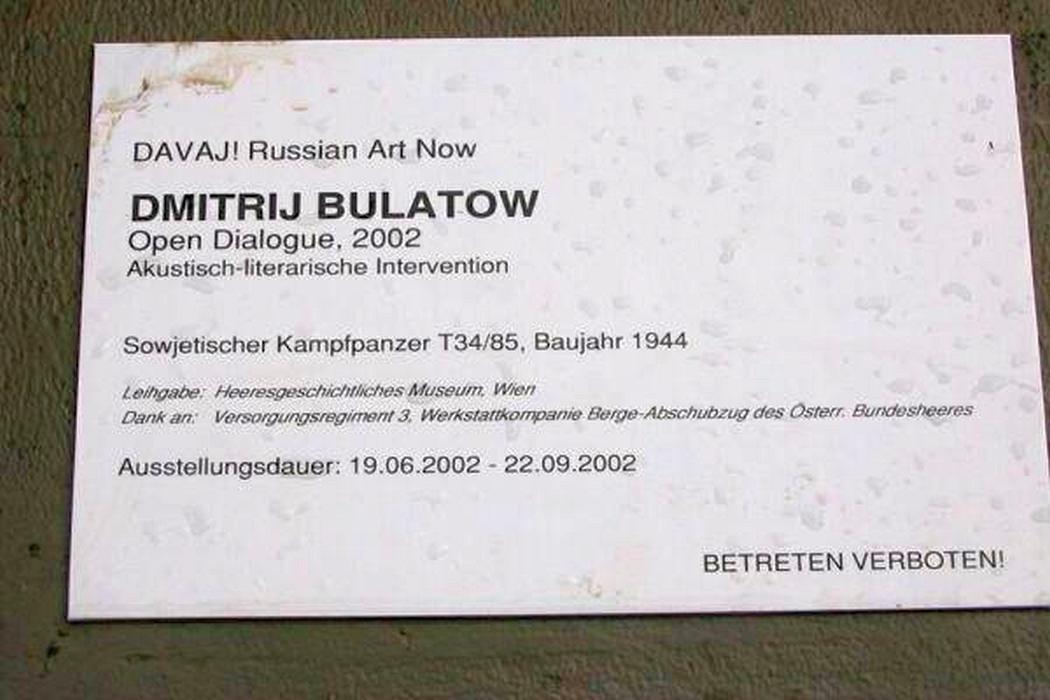 DAVAJ! Russian Art Now
DMITRIJ BULATOW
Open Dialogue, 2002
Akustisch-literarische Intervention
Sowjetischer Kampfpanzer T34/85, Baujahr 1944
Leihgabe: Heeresgeschichtliches Museum, Wien
Dank an: Versorgungsregiment 3, Werkstattkompanie Berge-Abschubzug des Österr. Bundesheeres
Ausstellungsdauer: 19.06.2002 - 22.09.2002
BETRETEN VERBOTEN!